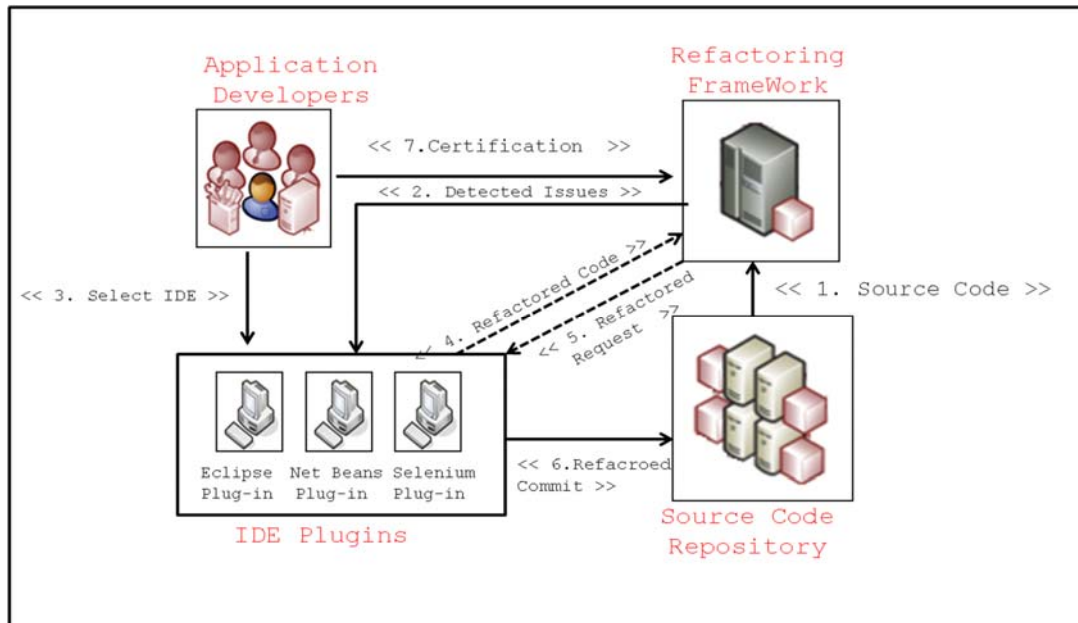 Application
Developers
Refactoring
FrameWork
<< 7.Certification >>
<< 2. Detected Issues >>
<< 3. Select IDE >>
<< 4. Refactored Code >>
<< 5. Refactored
Request >>
<< 1. Source Code >>
Eclipse
Plug-in
Net Beans
Plug-in
Selenium
Plug-in
<< 6.Refacroed
Commit >>
IDE Plugins
Source Code
Repository